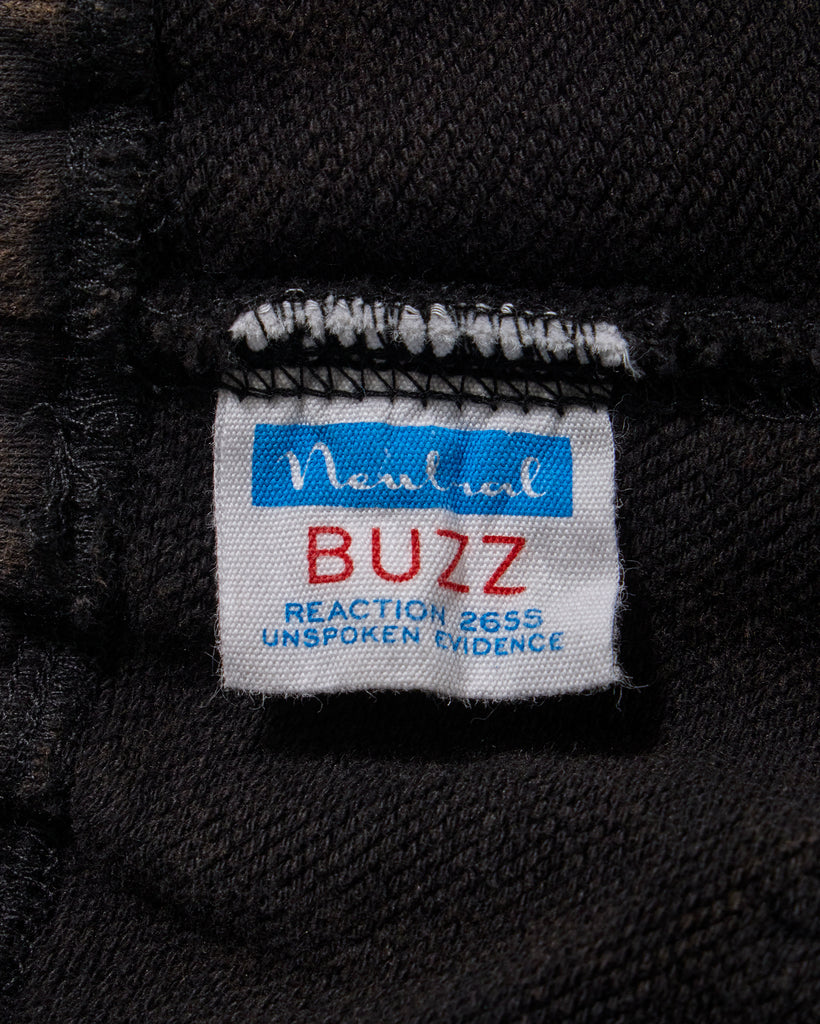 Neutral
BUZZ
REACTION 2655
UNSPOKEN EVIDENCE